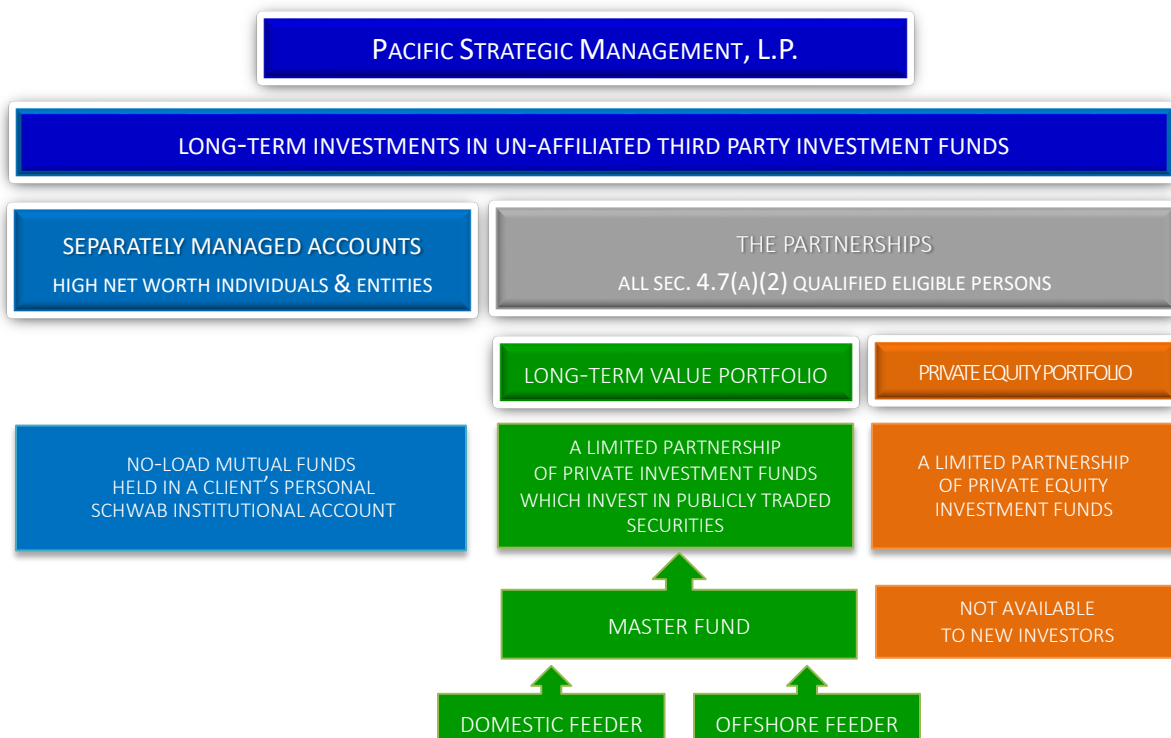 PACIFIC STRATEGIC MANAGEMENT, L.P.
LONG-TERM INVESTMENTS IN UN-AFFILIATED THIRD PARTY INVESTMENT FUNDS
SEPARATELY MANAGED ACCOUNTS
HIGH NET WORTH INDIVIDUALS & ENTITIES
THE PARTNERSHIPS
ALL SEC. 4.7(A)(2) QUALIFIED ELIGIBLE PERSONS
LONG-TERM VALUE PORTFOLIO
PRIVATE EQUITY PORTFOLIO
NO-LOAD MUTUAL FUNDS
HELD IN A CLIENT'S PERSONAL
SCHWAB INSTITUTIONAL ACCOUNT
A LIMITED PARTNERSHIP
OF PRIVATE INVESTMENT FUNDS
WHICH INVEST IN PUBLICLY TRADED
SECURITIES
A LIMITED PARTNERSHIP
OF PRIVATE EQUITY
INVESTMENT FUNDS
MASTER FUND
NOT AVAILABLE
TO NEW INVESTORS
DOMESTIC FEEDER
OFFSHORE FEEDER